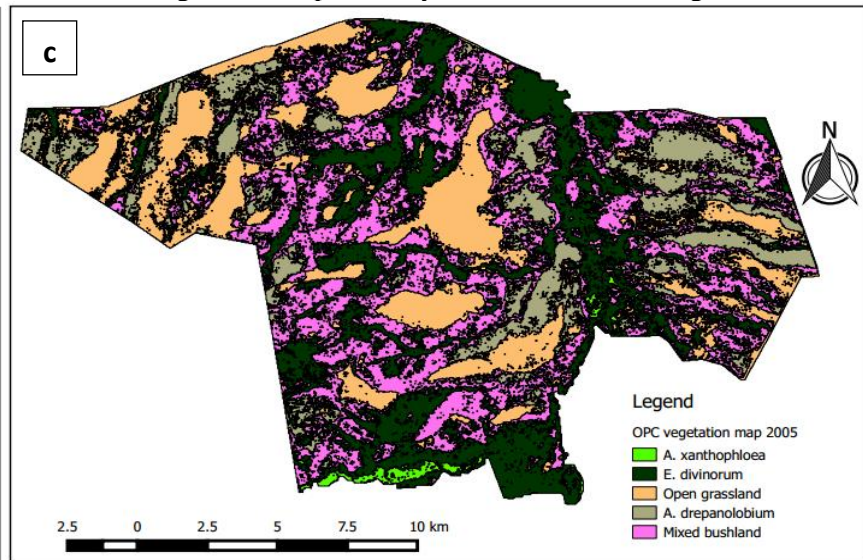 c
N
Legend
OPC vegetation map 2005
A. xanthophloea
E. divinorum
Open grassland
A. drepanolobium
Mixed bushland
2.5 0 2.5 5 7.5 10 km